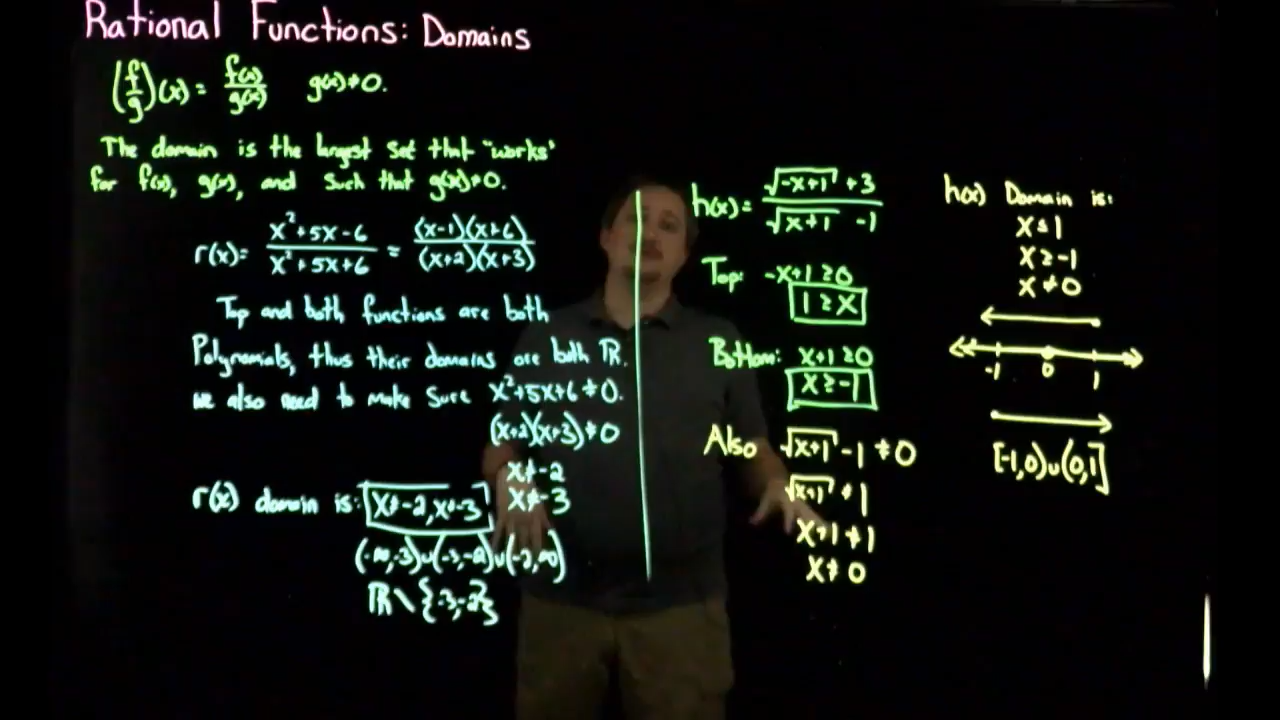 Rational Functions: Domains
(f/g)(x) = f(x)/g(x) g(x)≠0.
The domain is the largest set that "works"
for f(x), g(x), and such that g(x)≠0.
r(x)= (x²+5x-6)/(x²+5x+6) = ((x-1)(x+6))/((x+2)(x+3))
Top and both functions are both
Polynomials, thus their domains are both ℝ.
we also need to make sure x²+5x+6≠0.
(x+2)(x+3)≠0
x≠-2
x≠-3
r(x) domain is: x≠-2, x≠-3
(-∞,-3)∪(-3,-2)∪(-2,∞)
ℝ\{-3,-2}
h(x)= (√(-x+1) +3)/(√(x+1) -1)
Top: -x+1≥0
1≥x
Bottom: x+1≥0
x≥-1
Also √(x+1) -1≠0
√(x+1) ≠1
x+1≠1
x≠0
h(x) Domain is:
x≤1
x≥-1
x≠0
-1 0 1
[-1,0)∪(0,1]